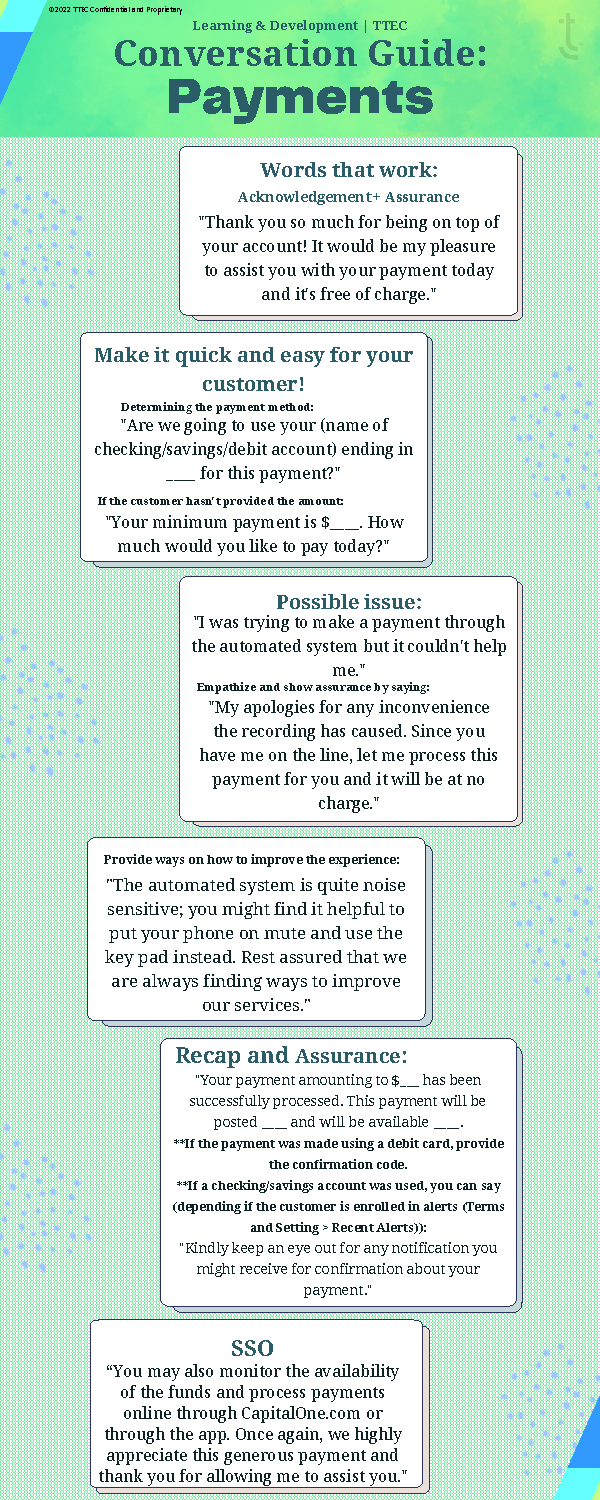 ©2022 TTEC Confidential and Proprietary
Learning & Development | TTEC
t
Conversation Guide:
Payments
Words that work:
Acknowledgement+ Assurance
"Thank you so much for being on top of
your account! It would be my pleasure
to assist you with your payment today
and it's free of charge."
Make it quick and easy for your
customer!
Determining the payment method:
"Are we going to use your (name of
checking/savings/debit account) ending in
____ for this payment?"
If the customer hasn't provided the amount:
"Your minimum payment is $____. How
much would you like to pay today?"
Possible issue:
"I was trying to make a payment through
the automated system but it couldn't help
me."
Empathize and show assurance by saying:
"My apologies for any inconvenience
the recording has caused. Since you
have me on the line, let me process this
payment for you and it will be at no
charge."
Provide ways on how to improve the experience:
"The automated system is quite noise
sensitive; you might find it helpful to
put your phone on mute and use the
key pad instead. Rest assured that we
are always finding ways to improve
our services."
Recap and Assurance:
"Your payment amounting to $___ has been
successfully processed. This payment will be
posted ____ and will be available ____.
**If the payment was made using a debit card, provide
the confirmation code.
**If a checking/savings account was used, you can say
(depending if the customer is enrolled in alerts (Terms
and Setting > Recent Alerts)):
"Kindly keep an eye out for any notification you
might receive for confirmation about your
payment."
SSO
“You may also monitor the availability
of the funds and process payments
online through CapitalOne.com or
through the app. Once again, we highly
appreciate this generous payment and
thank you for allowing me to assist you."